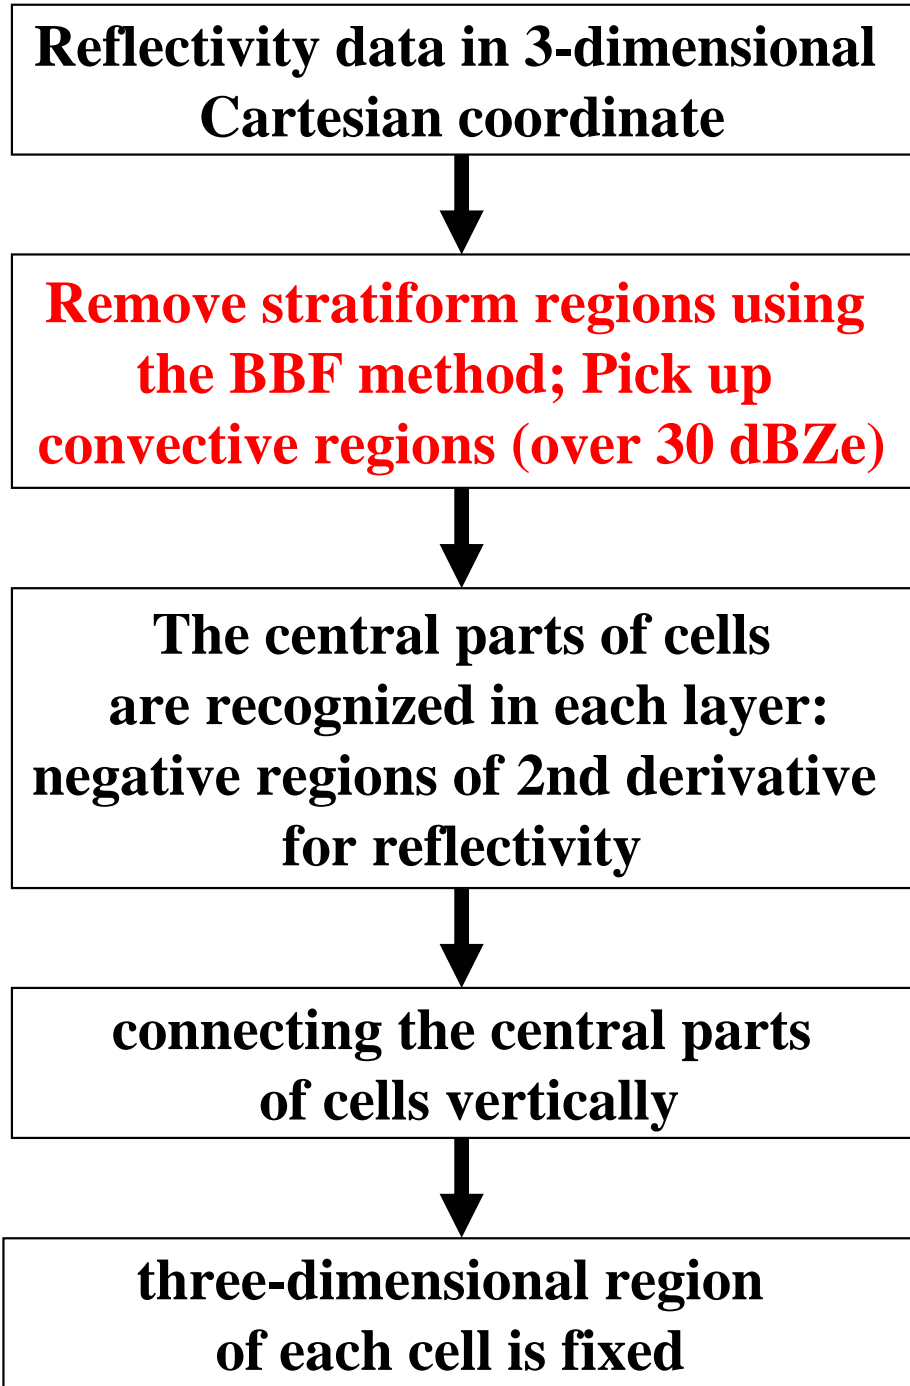 Reflectivity data in 3-dimensional
Cartesian coordinate
Remove stratiform regions using
the BBF method; Pick up
convective regions (over 30 dBZe)
The central parts of cells
are recognized in each layer:
negative regions of 2nd derivative
for reflectivity
connecting the central parts
of cells vertically
three-dimensional region
of each cell is fixed